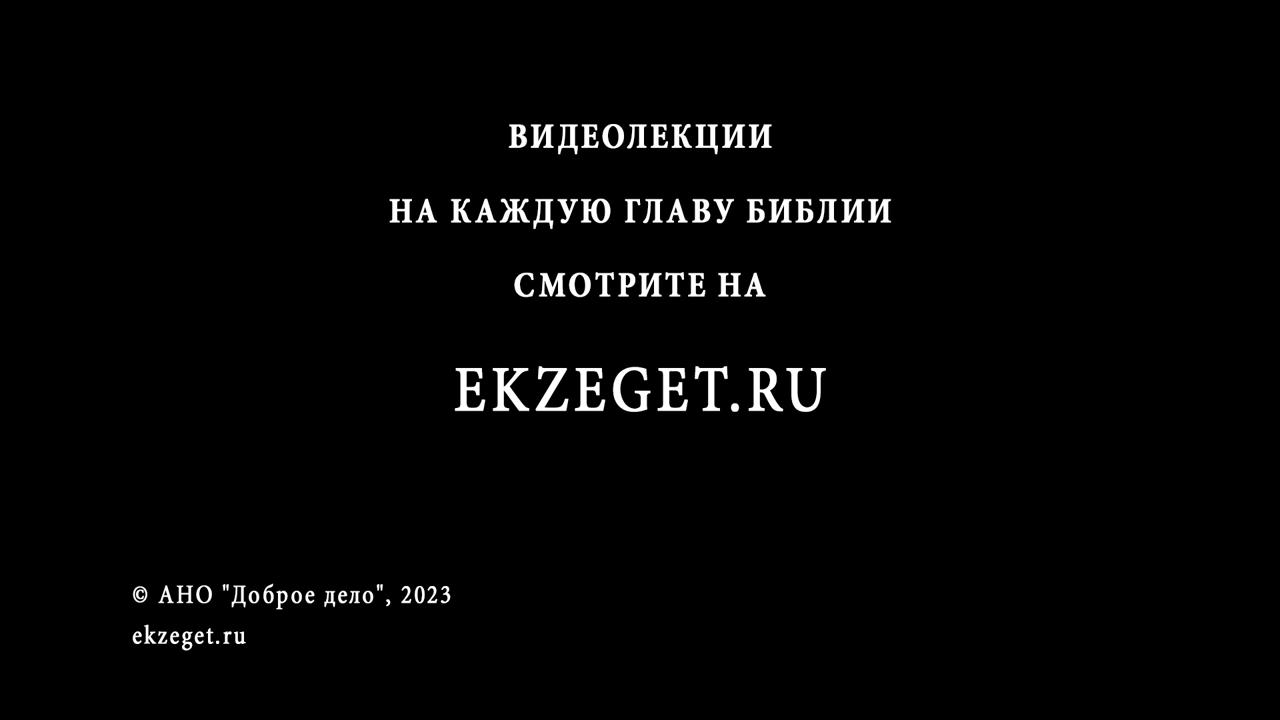 ВИДЕОЛЕКЦИИ
НА КАЖДУЮ ГЛАВУ БИБЛИИ
СМОТРИТЕ НА
EKZEGET.RU
© АНО "Доброе дело", 2023
ekzeget.ru